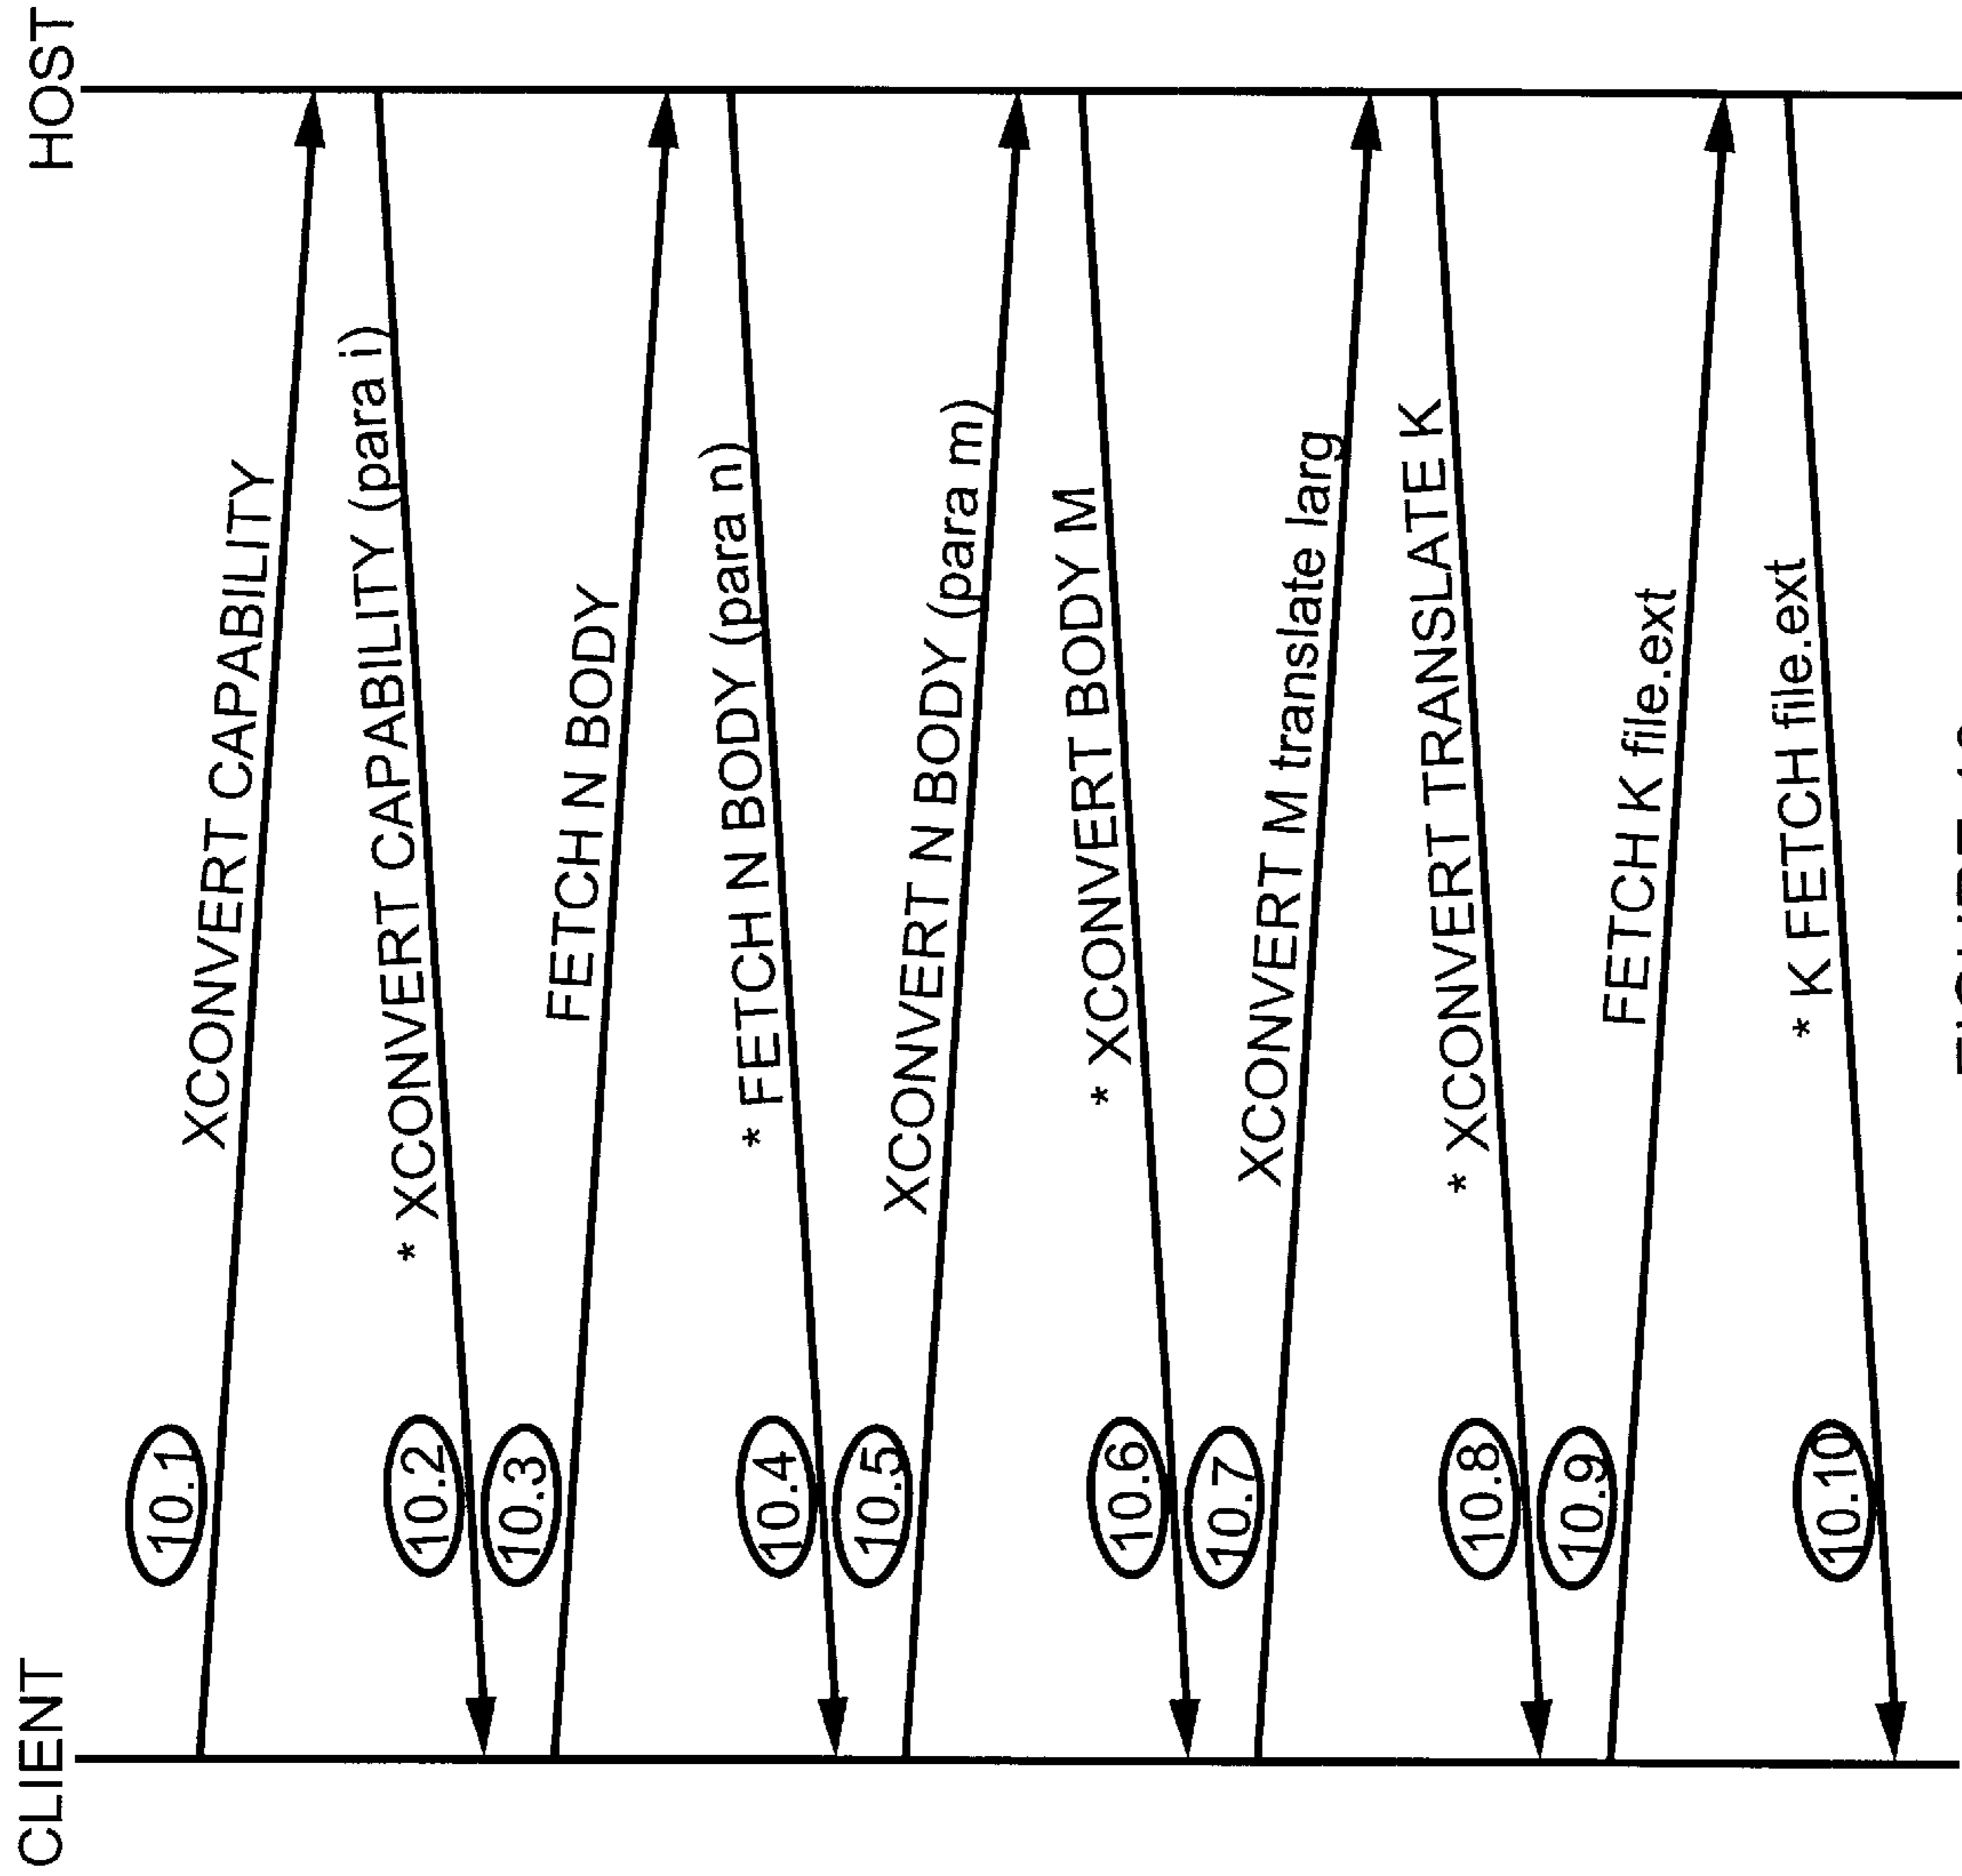 CLIENT
HOST
10.1
XCONVERT CAPABILITY
10.2
* XCONVERT CAPABILITY (para i)
10.3
FETCH N BODY
10.4
* FETCH N BODY (para n)
10.5
XCONVERT N BODY (para m)
10.6
* XCONVERT BODY M
10.7
XCONVERT M translate larg
10.8
* XCONVERT TRANSLATE K
10.9
FETCH K file.ext
10.10
* K FETCH file.ext